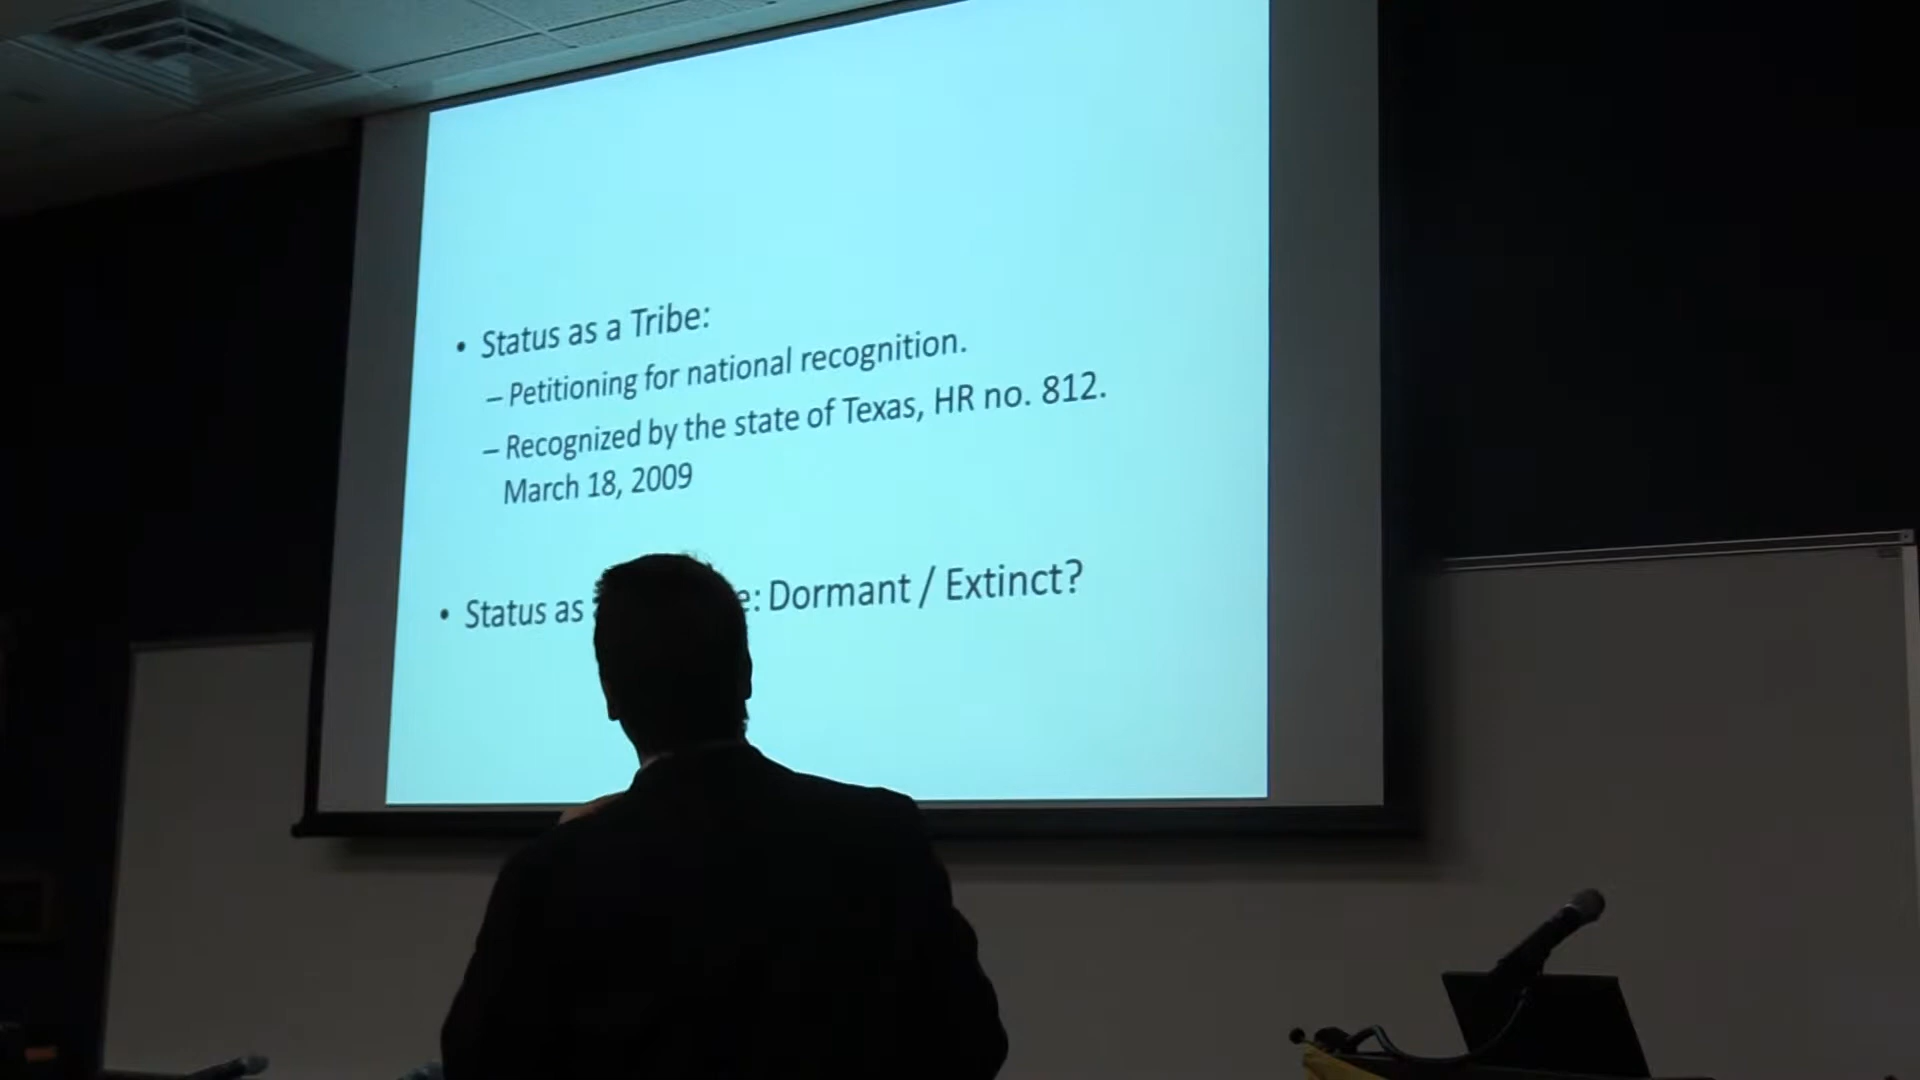 • Status as a Tribe:
– Petitioning for national recognition.
– Recognized by the state of Texas, HR no. 812.
March 18, 2009
• Status as e: Dormant / Extinct?